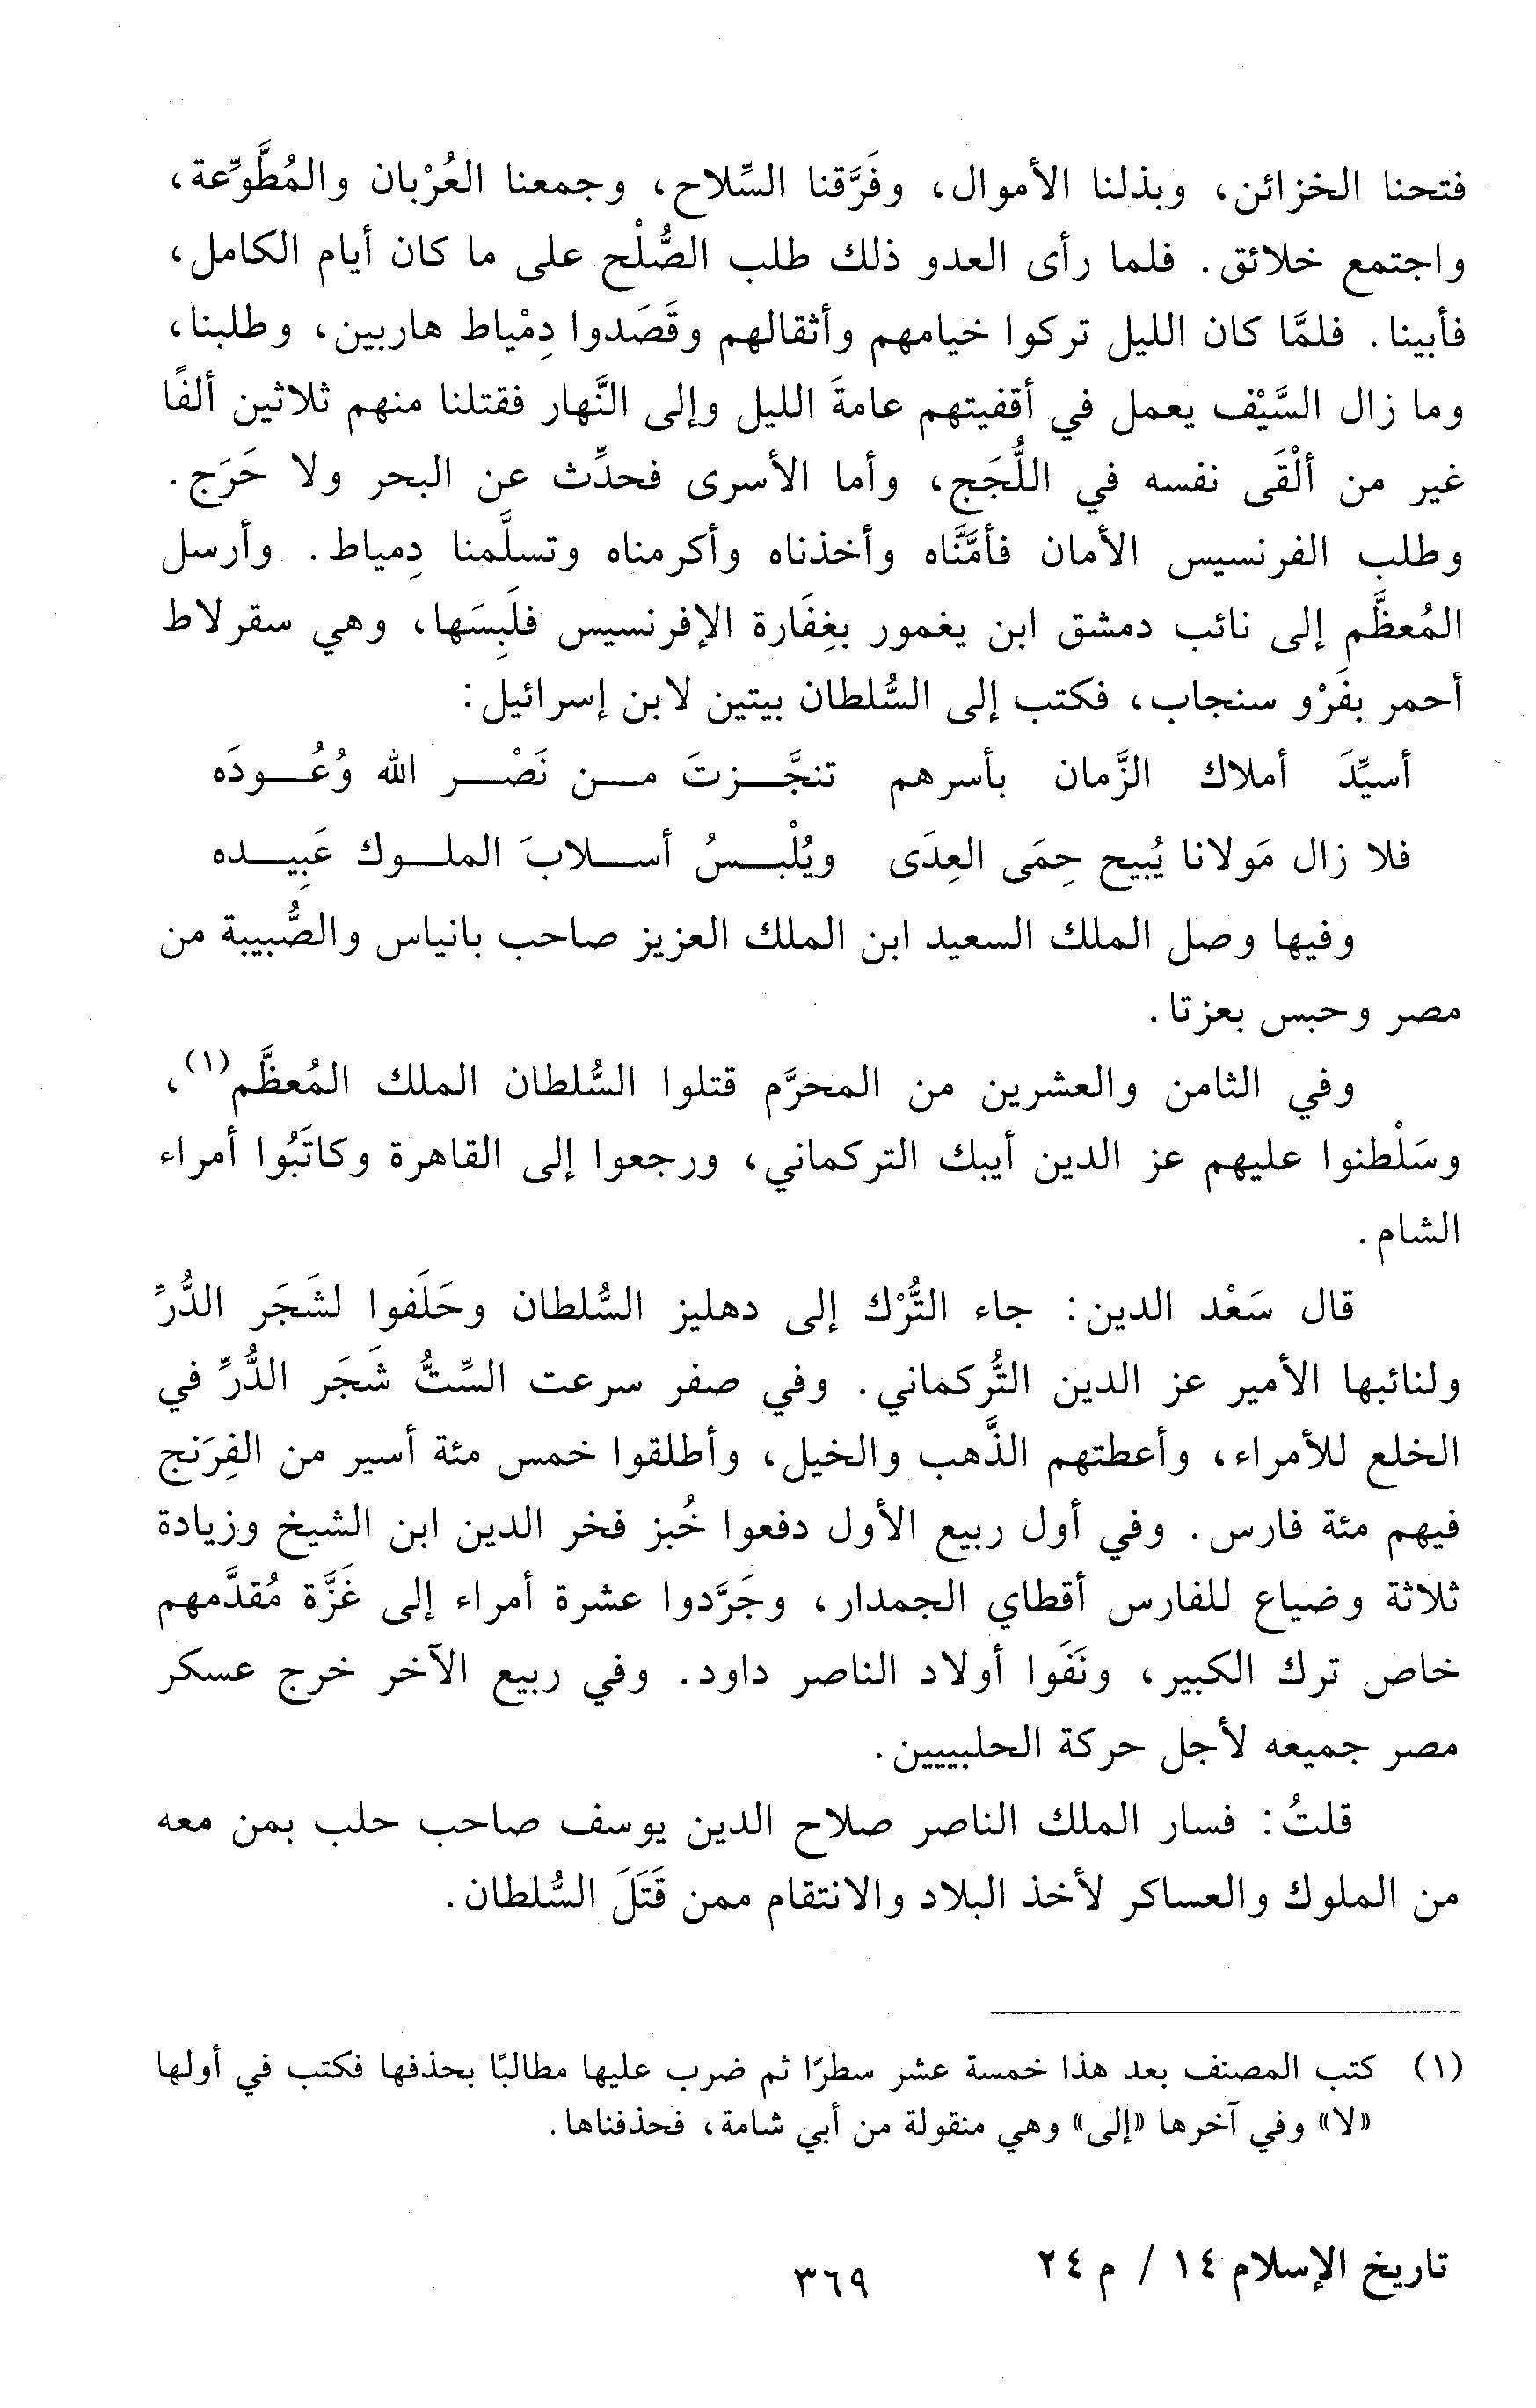 فتحنا الخزائن، وبذلنا الأموال، وفَرَّقنا السِّلاح، وجمعنا العُرْبان والمُطَّوِّعة،
واجتمع خلائق. فلما رأى العدو ذلك طلب الصُّلْح على ما كان أيام الكامل،
فأبينا. فلمَّا كان الليل تركوا خيامهم وأثقالهم وقَصَدوا دِمْياط هاربين، وطلبنا،
وما زال السَّيْف يعمل في أقفيتهم عامةَ الليل وإلى النَّهار فقتلنا منهم ثلاثين ألفًا
غير من ألْقَى نفسه في اللُّجَج، وأما الأسرى فحدِّث عن البحر ولا حَرَج.
وطلب الفرنسيس الأمان فأمَّنَّاه وأخذناه وأكرمناه وتسلَّمنا دِمياط. وأرسل
المُعظَّم إلى نائب دمشق ابن يغمور بغِفَارة الإفرنسيس فلَبِسَها، وهي سقرلاط
أحمر بفَرْو سنجاب، فكتب إلى السُّلطان بيتين لابن إسرائيل:
أسيِّدَ أملاك الزَّمان بأسرهم تنجَّزتَ من نَصْر الله وُعُودَه
فلا زال مَولانا يُبيح حِمَى العِدَى ويُلْبسُ أسلابَ الملوك عَبِيده
وفيها وصل الملك السعيد ابن الملك العزيز صاحب بانياس والصُّبيبة من
مصر وحبس بعزتا.
وفي الثامن والعشرين من المحرَّم قتلوا السُّلطان الملك المُعظَّم(١)،
وسَلْطنوا عليهم عز الدين أيبك التركماني، ورجعوا إلى القاهرة وكاتَبُوا أمراء
الشام.
قال سَعْد الدين: جاء التُّرْك إلى دهليز السُّلطان وحَلَفوا لشَجَر الدُّرِّ
ولنائبها الأمير عز الدين التُّركماني. وفي صفر سرعت السِّتُّ شَجَر الدُّرِّ في
الخلع للأمراء، وأعطتهم الذَّهب والخيل، وأطلقوا خمس مئة أسير من الفِرَنج
فيهم مئة فارس. وفي أول ربيع الأول دفعوا خُبز فخر الدين ابن الشيخ وزيادة
ثلاثة وضياع للفارس أقطاي الجمدار، وجَرَّدوا عشرة أمراء إلى غَزَّة مُقدَّمهم
خاص ترك الكبير، ونَفَوا أولاد الناصر داود. وفي ربيع الآخر خرج عسكر
مصر جميعه لأجل حركة الحلبييين.
قلتُ: فسار الملك الناصر صلاح الدين يوسف صاحب حلب بمن معه
من الملوك والعساكر لأخذ البلاد والانتقام ممن قَتَلَ السُّلطان.
(١) كتب المصنف بعد هذا خمسة عشر سطرًا ثم ضرب عليها مطالبًا بحذفها فكتب في أولها
«لا» وفي آخرها «إلى» وهي منقولة من أبي شامة، فحذفناها.
تاريخ الإسلام ١٤ / م ٢٤
٣٦٩